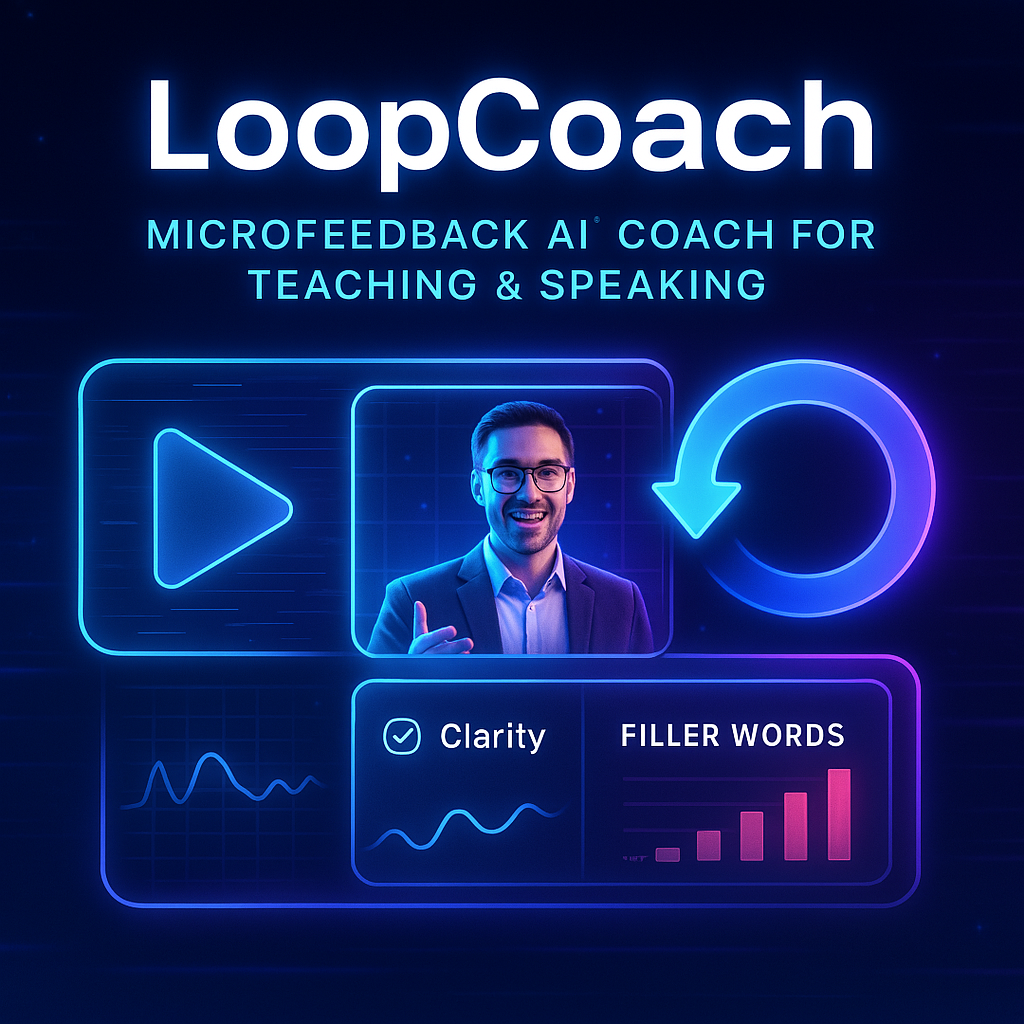 LoopCoach
MICROFEEDBACK AI COACH FOR
TEACHING & SPEAKING
Clarity
FILLER WORDS